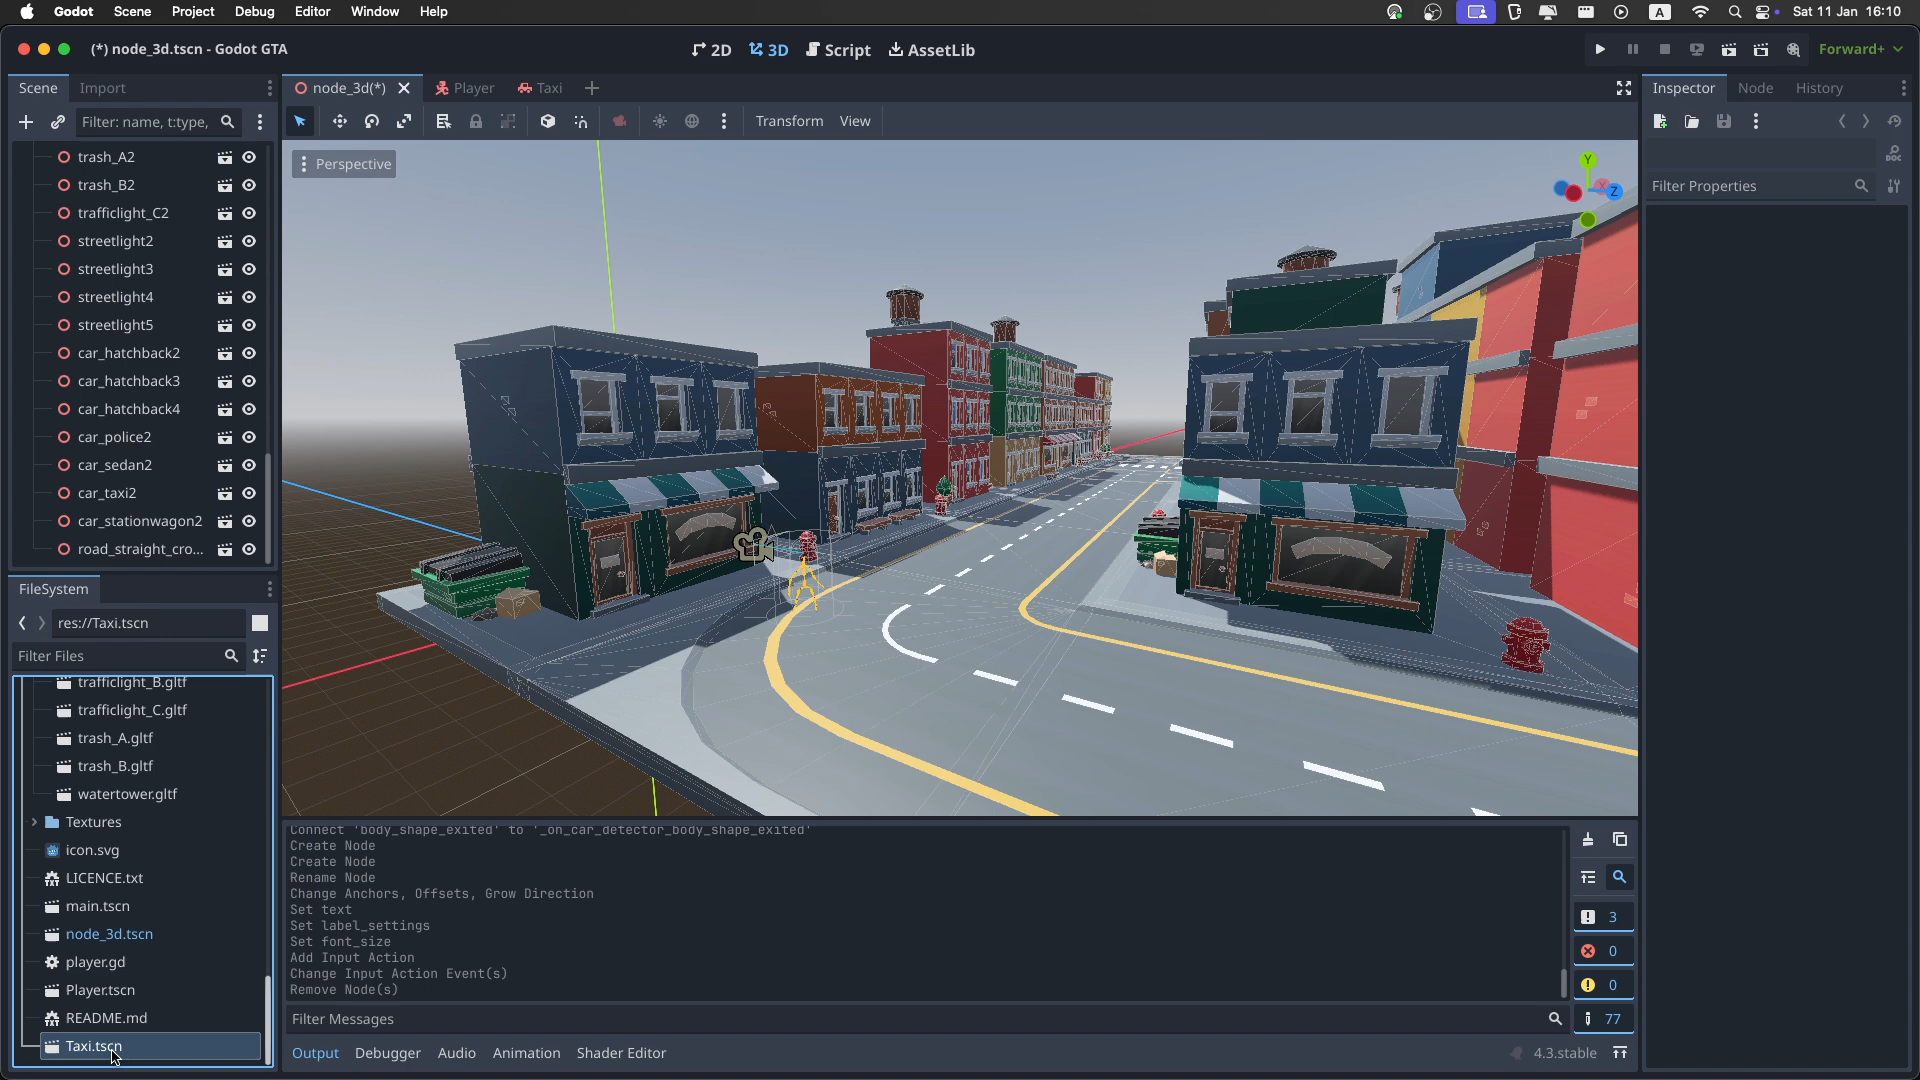 Godot Scene Project Debug Editor Window Help
A
Sat 11 Jan 16:10
(*) node_3d.tscn - Godot GTA
2D 3D Script AssetLib
Forward+
Scene Import
node_3d(*) Player Taxi
Inspector Node History
Filter: name, t:type,
Transform View
Perspective
Y
X
Z
Filter Properties
trash_A2
trash_B2
trafficlight_C2
streetlight2
streetlight3
streetlight4
streetlight5
car_hatchback2
car_hatchback3
car_hatchback4
car_police2
car_sedan2
car_taxi2
car_stationwagon2
road_straight_cro...
FileSystem
res://Taxi.tscn
Filter Files
trafficlight_B.gltf
trafficlight_C.gltf
trash_A.gltf
trash_B.gltf
watertower.gltf
Textures
icon.svg
LICENCE.txt
main.tscn
node_3d.tscn
player.gd
Player.tscn
README.md
Taxi.tscn
Connect 'body_shape_exited' to '_on_car_detector_body_shape_exited'
Create Node
Create Node
Rename Node
Change Anchors, Offsets, Grow Direction
Set text
Set label_settings
Set font_size
Add Input Action
Change Input Action Event(s)
Remove Node(s)
3
0
0
77
Filter Messages
Output Debugger Audio Animation Shader Editor
4.3.stable